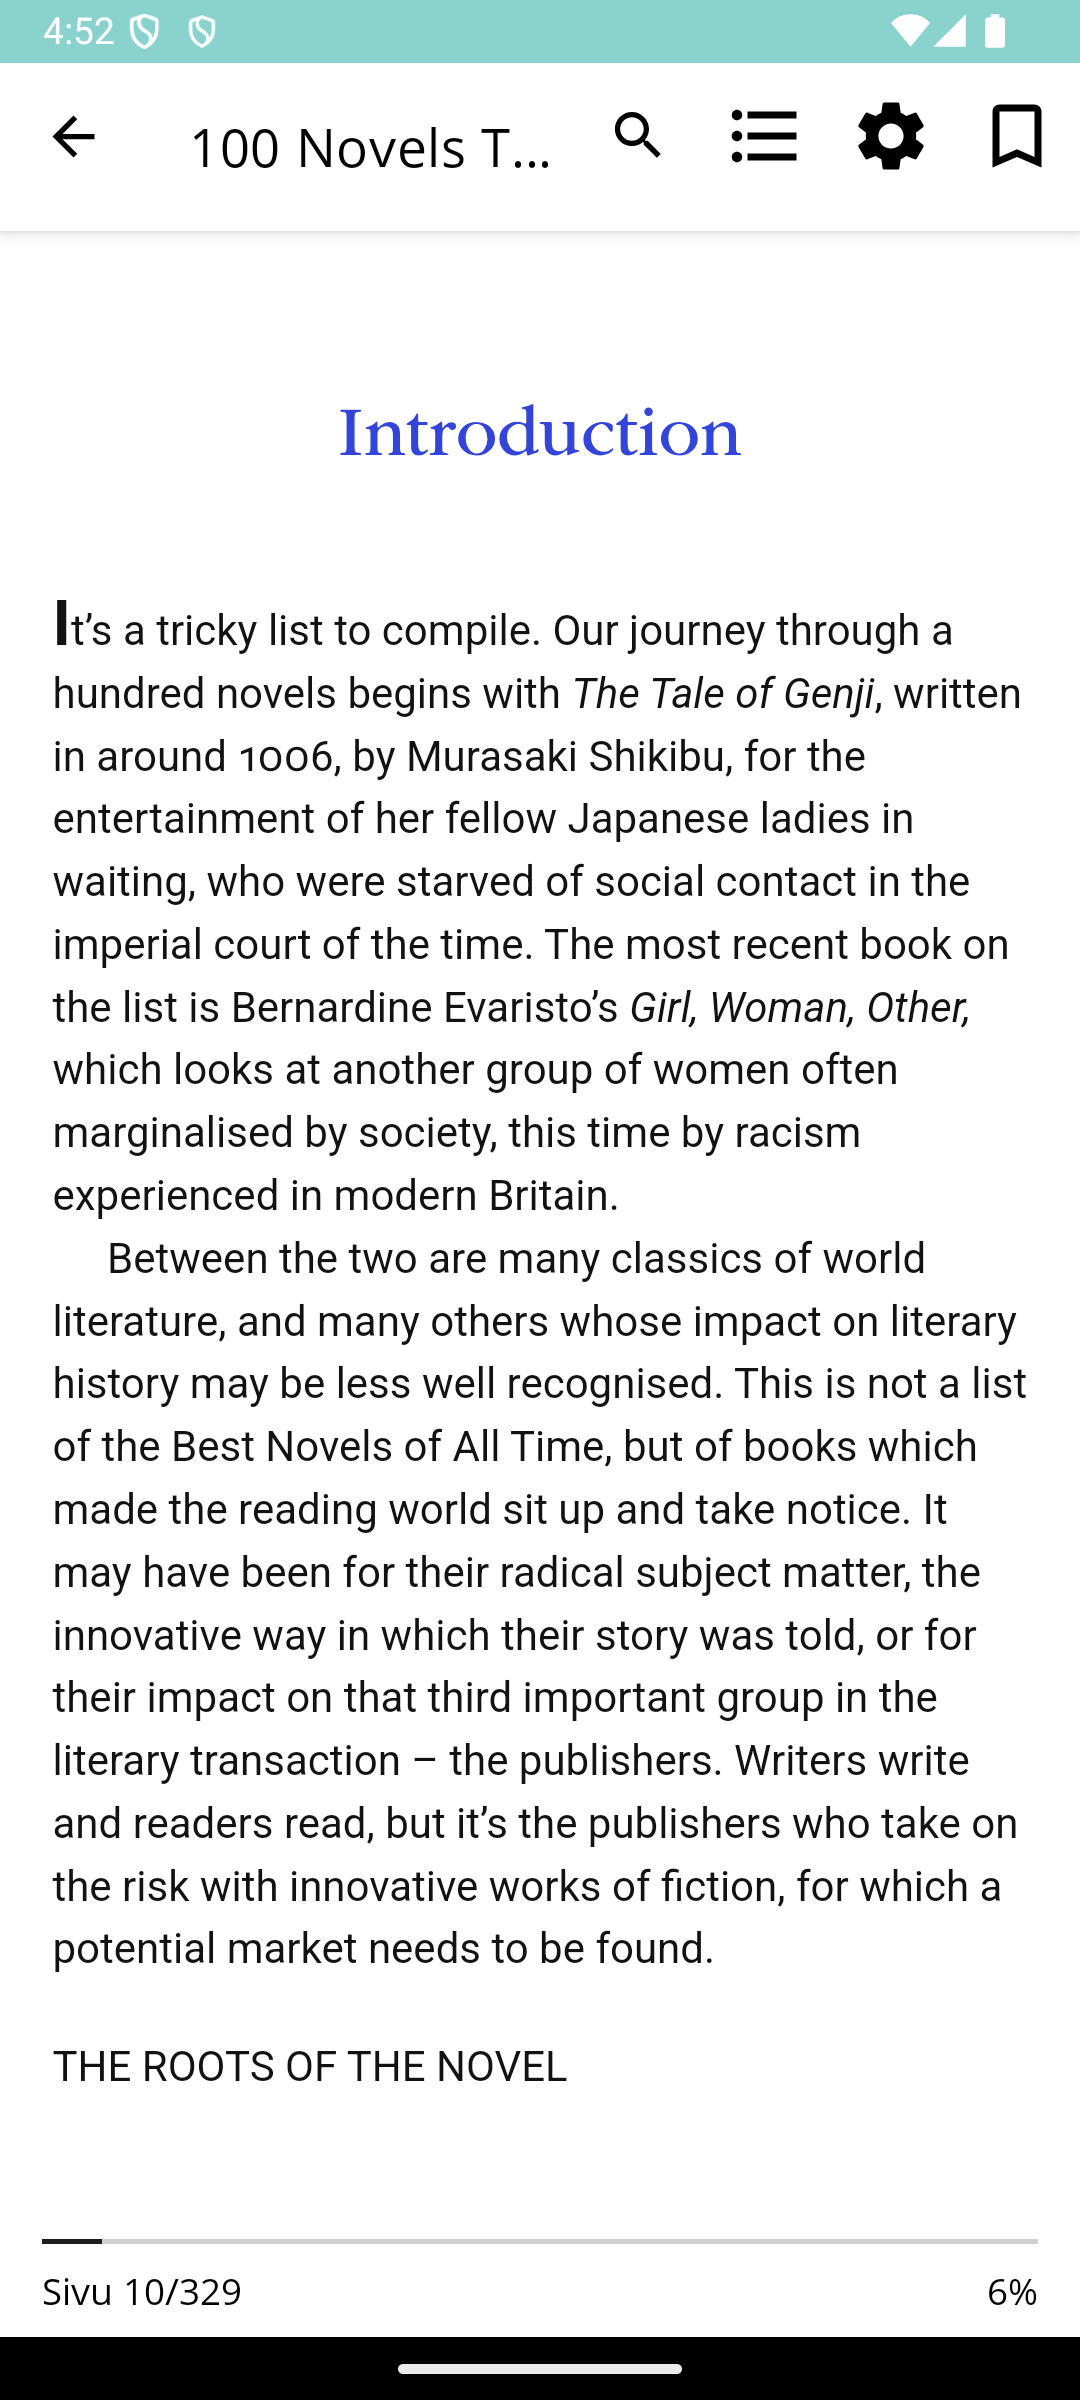 4:52
100 Novels T...
Introduction
It’s a tricky list to compile. Our journey through a
hundred novels begins with The Tale of Genji, written
in around 1006, by Murasaki Shikibu, for the
entertainment of her fellow Japanese ladies in
waiting, who were starved of social contact in the
imperial court of the time. The most recent book on
the list is Bernardine Evaristo’s Girl, Woman, Other,
which looks at another group of women often
marginalised by society, this time by racism
experienced in modern Britain.
Between the two are many classics of world
literature, and many others whose impact on literary
history may be less well recognised. This is not a list
of the Best Novels of All Time, but of books which
made the reading world sit up and take notice. It
may have been for their radical subject matter, the
innovative way in which their story was told, or for
their impact on that third important group in the
literary transaction – the publishers. Writers write
and readers read, but it’s the publishers who take on
the risk with innovative works of fiction, for which a
potential market needs to be found.
THE ROOTS OF THE NOVEL
Sivu 10/329
6%